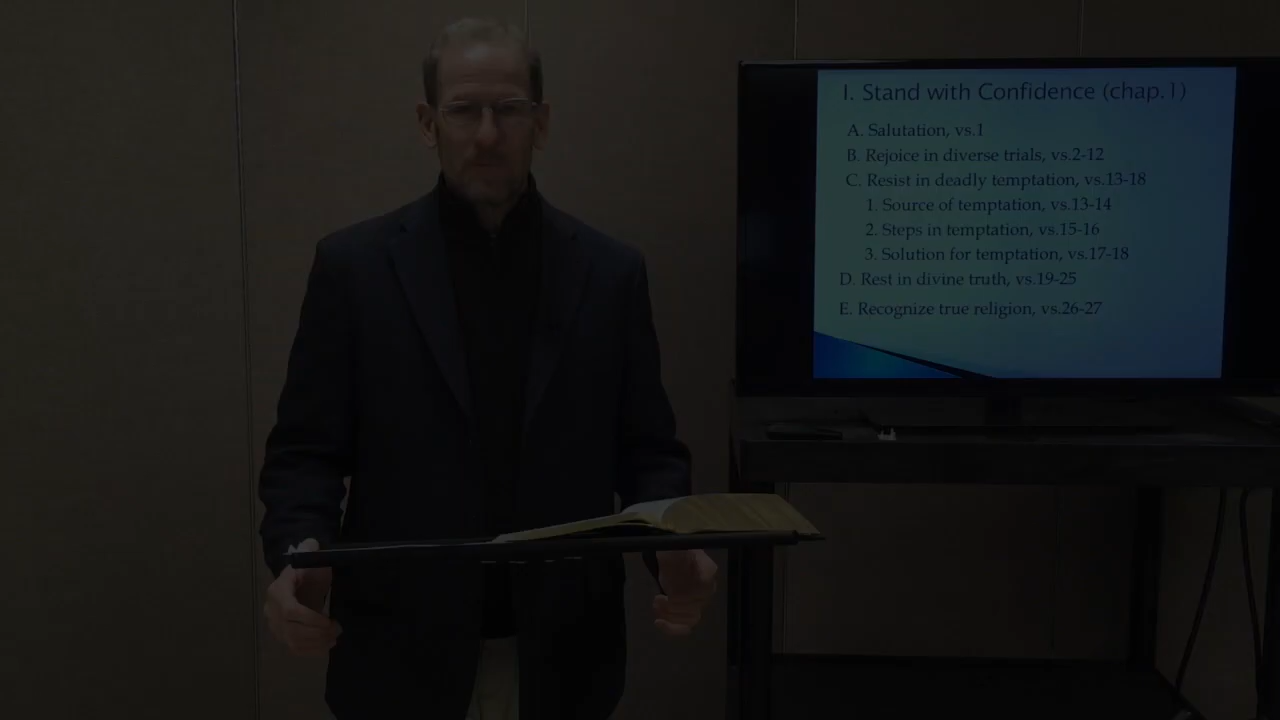 I. Stand with Confidence (chap.1)
A. Salutation, vs.1
B. Rejoice in diverse trials, vs.2-12
C. Resist in deadly temptation, vs.13-18
1. Source of temptation, vs.13-14
2. Steps in temptation, vs.15-16
3. Solution for temptation, vs.17-18
D. Rest in divine truth, vs.19-25
E. Recognize true religion, vs.26-27